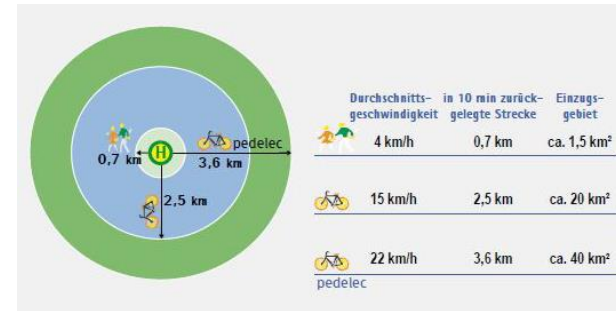 0,7 km
H
pedelec
3,6 km
2,5 km
Durchschnitts- in 10 min zurück- Einzugs-
geschwindigkeit gelegte Strecke gebiet
4 km/h 0,7 km ca. 1,5 km²
15 km/h 2,5 km ca. 20 km²
22 km/h 3,6 km ca. 40 km²
pedelec